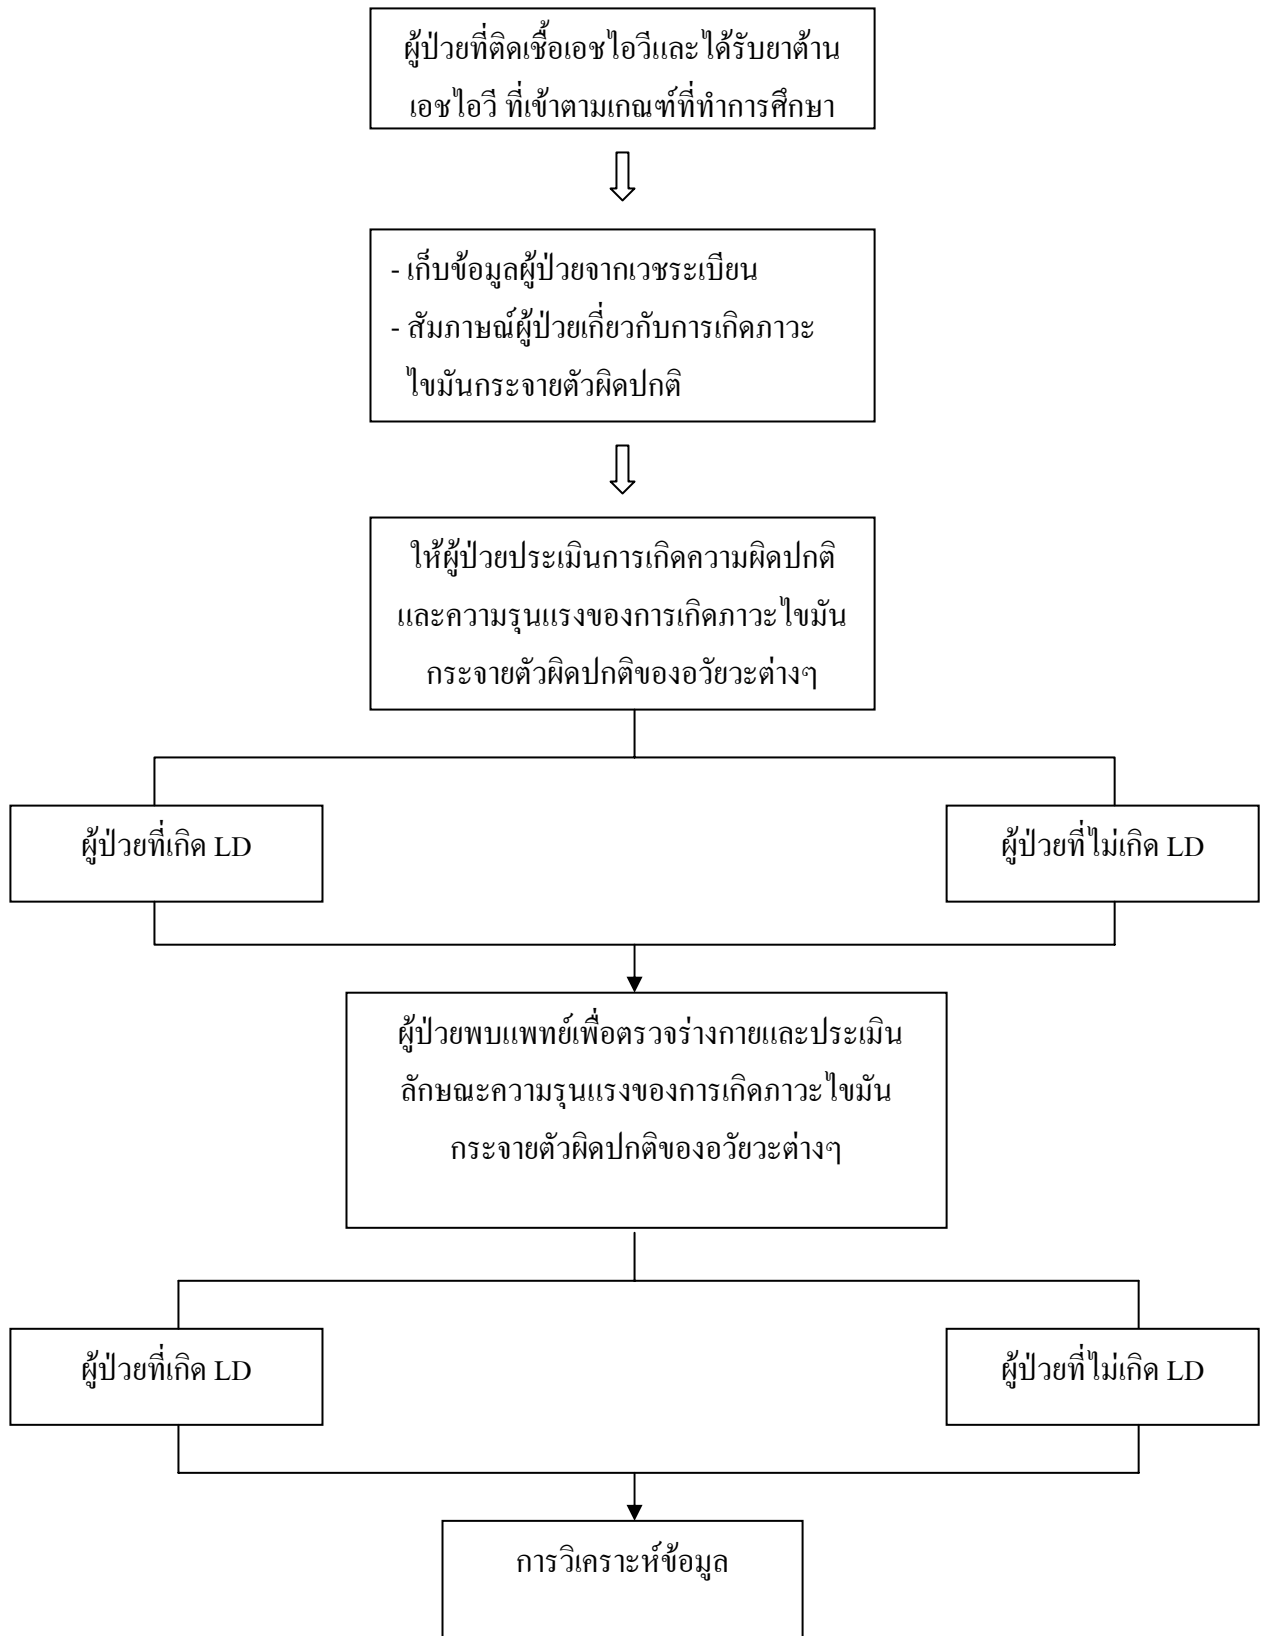 ผู้ป่วยที่ติดเชื้อเอชไอวีและได้รับยาต้าน
เอชไอวี ที่เข้าตามเกณฑ์ที่ทำการศึกษา
- เก็บข้อมูลผู้ป่วยจากเวชระเบียน
- สัมภาษณ์ผู้ป่วยเกี่ยวกับการเกิดภาวะ
ไขมันกระจายตัวผิดปกติ
ให้ผู้ป่วยประเมินการเกิดความผิดปกติ
และความรุนแรงของการเกิดภาวะไขมัน
กระจายตัวผิดปกติของอวัยวะต่างๆ
ผู้ป่วยที่เกิด LD
ผู้ป่วยที่ไม่เกิด LD
ผู้ป่วยพบแพทย์เพื่อตรวจร่างกายและประเมิน
ลักษณะความรุนแรงของการเกิดภาวะไขมัน
กระจายตัวผิดปกติของอวัยวะต่างๆ
ผู้ป่วยที่เกิด LD
ผู้ป่วยที่ไม่เกิด LD
การวิเคราะห์ข้อมูล